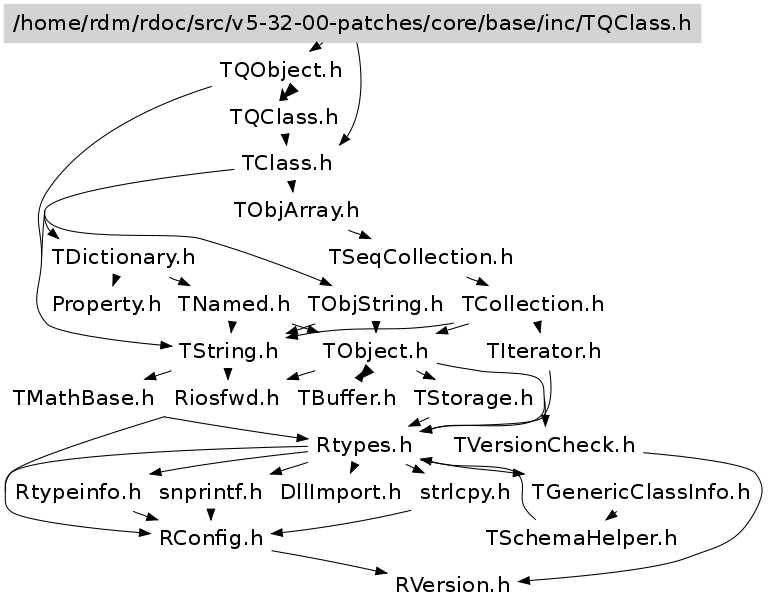 /home/rdm/rdoc/src/v5-32-00-patches/core/base/inc/TQClass.h
TQObject.h
TQClass.h
TClass.h
TObjArray.h
TDictionary.h
TSeqCollection.h
Property.h
TNamed.h
TObjString.h
TCollection.h
TString.h
TObject.h
TIterator.h
TMathBase.h
Riosfwd.h
TBuffer.h
TStorage.h
Rtypes.h
TVersionCheck.h
Rtypeinfo.h
snprintf.h
DllImport.h
strlcpy.h
TGenericClassInfo.h
RConfig.h
TSchemaHelper.h
RVersion.h